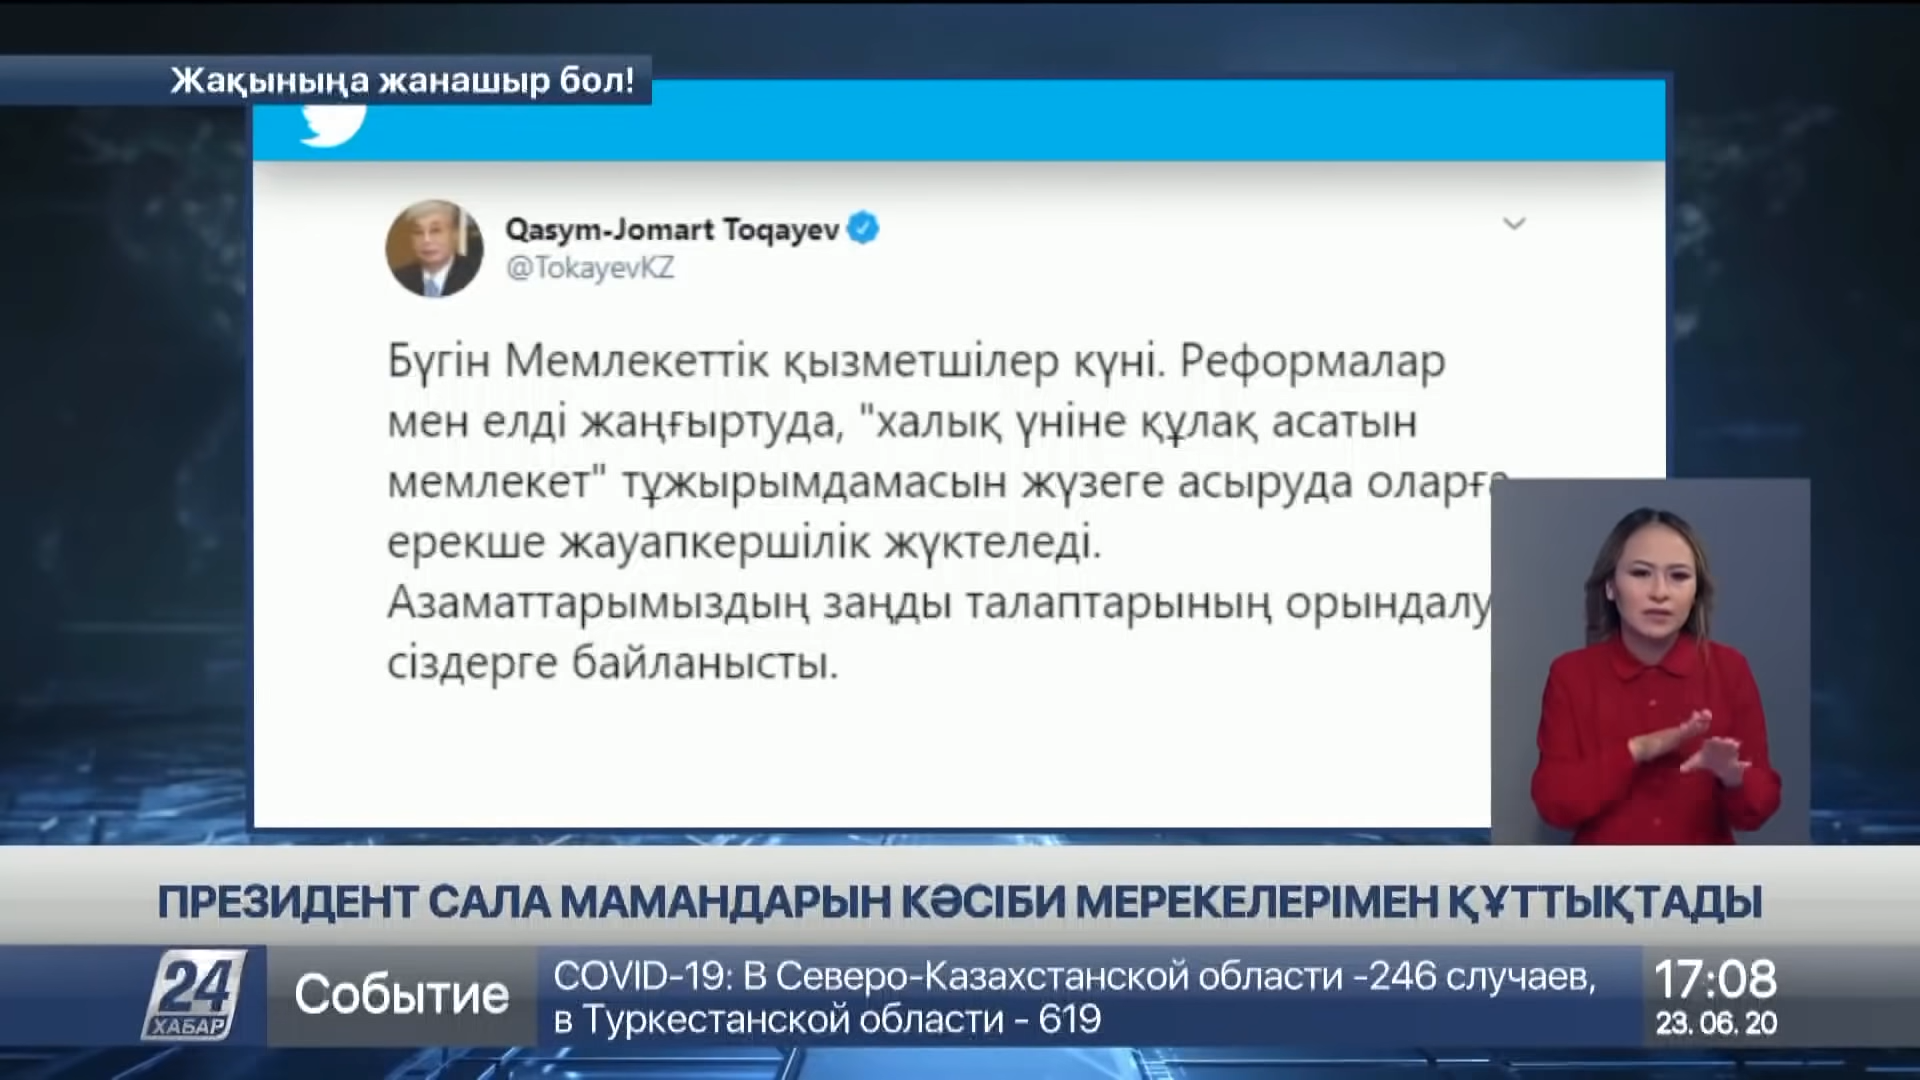 Жақыныңа жанашыр бол!
Qasym-Jomart Toqayev
@TokayevKZ
Бүгін Мемлекеттік қызметшілер күні. Реформалар
мен елді жаңғыртуда, "халық үніне құлақ асатын
мемлекет" тұжырымдамасын жүзеге асыруда оларға
ерекше жауапкершілік жүктеледі.
Азаматтарымыздың заңды талаптарының орындалу
сіздерге байланысты.
ПРЕЗИДЕНТ САЛА МАМАНДАРЫН КӘСІБИ МЕРЕКЕЛЕРІМЕН ҚҰТТЫҚТАДЫ
24
ХАБАР
Событие
COVID-19: В Северо-Казахстанской области -246 случаев,
в Туркестанской области - 619
17:08
23. 06. 20